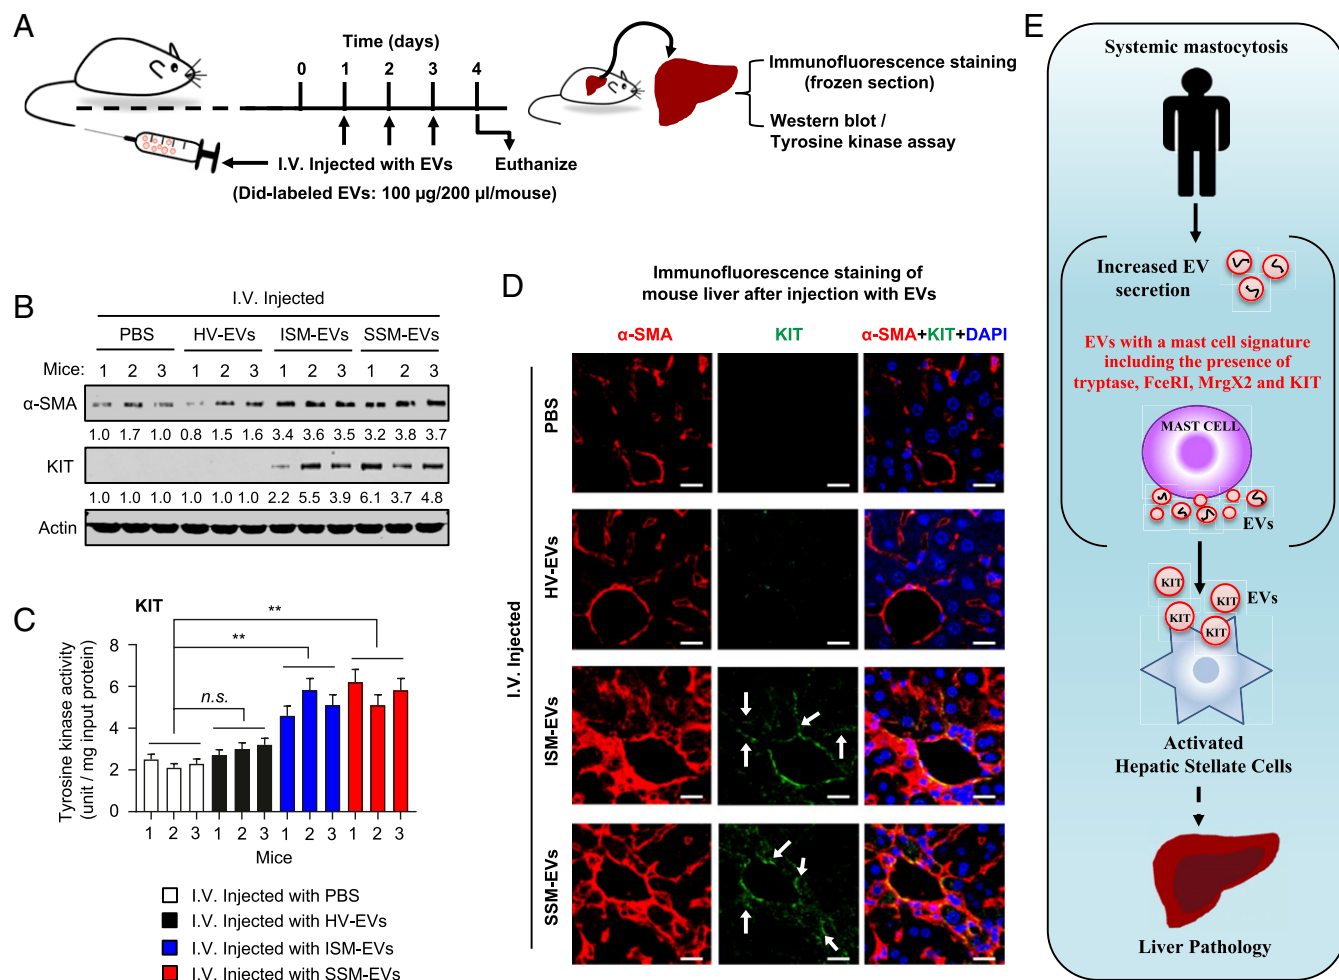 A
Time (days)
0 1 2 3 4
I.V. Injected with EVs
Euthanize
(Did-labeled EVs: 100 µg/200 µl/mouse)
Immunofluorescence staining
(frozen section)
Western blot /
Tyrosine kinase assay
B
I.V. Injected
PBS HV-EVs ISM-EVs SSM-EVs
Mice: 1 2 3 1 2 3 1 2 3 1 2 3
α-SMA
1.0 1.7 1.0 0.8 1.5 1.6 3.4 3.6 3.5 3.2 3.8 3.7
KIT
1.0 1.0 1.0 1.0 1.0 1.0 2.2 5.5 3.9 6.1 3.7 4.8
Actin
C
KIT
**
**
n.s.
Tyrosine kinase activity
(unit / mg input protein)
8
6
4
2
0
1 2 3 1 2 3 1 2 3 1 2 3
Mice
I.V. Injected with PBS
I.V. Injected with HV-EVs
I.V. Injected with ISM-EVs
I.V. Injected with SSM-EVs
D
Immunofluorescence staining of
mouse liver after injection with EVs
α-SMA KIT α-SMA+KIT+DAPI
I.V. Injected
PBS
HV-EVs
ISM-EVs
SSM-EVs
E
Systemic mastocytosis
Increased EV
secretion
EVs with a mast cell signature
including the presence of
tryptase, FceRI, MrgX2 and KIT
MAST CELL
EVs
KIT
KIT
KIT
KIT
EVs
Activated
Hepatic Stellate Cells
Liver Pathology